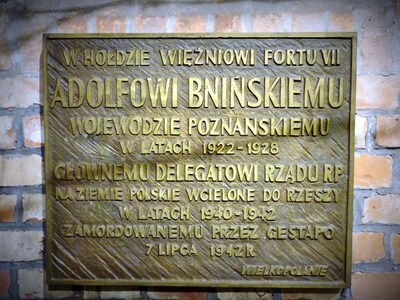 W HOŁDZIE WIĘŹNIOWI FORTU VII
ADOLFOWI BNIŃSKIEMU
WOJEWODZIE POZNAŃSKIEMU
W LATACH 1922-1928
GŁÓWNEMU DELEGATOWI RZĄDU RP
NA ZIEMIE POLSKIE WCIELONE DO RZESZY
W LATACH 1940-1942
ZAMORDOWANEMU PRZEZ GESTAPO
7 LIPCA 1942 R.
WIELKOPOLANIE